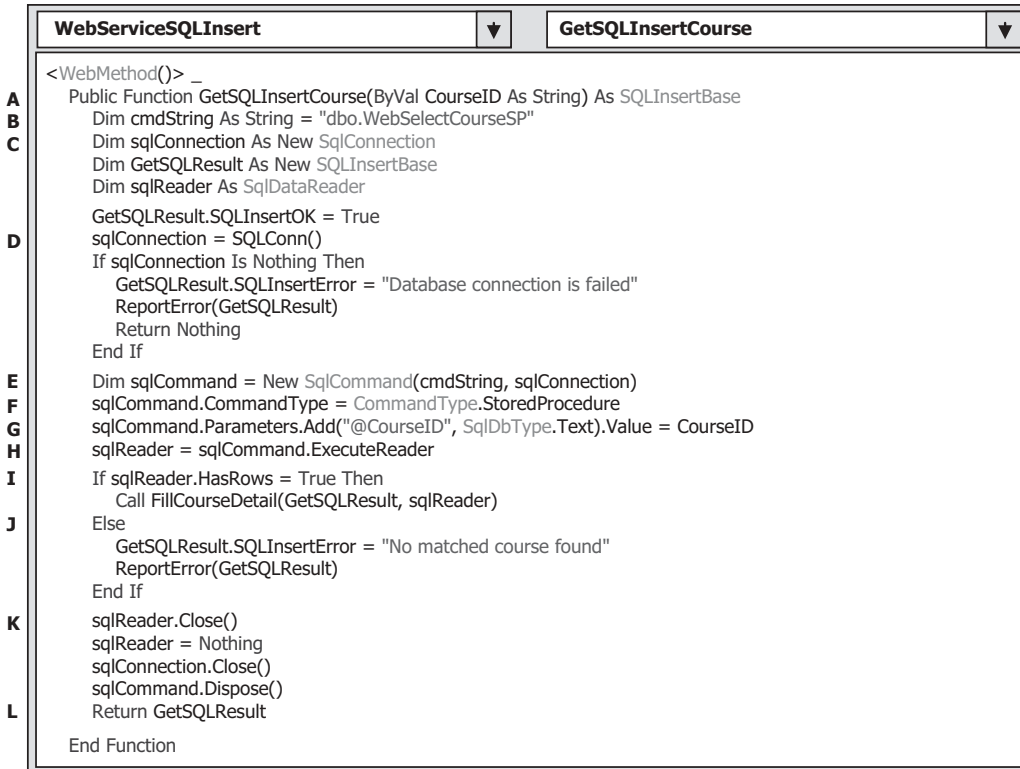 WebServiceSQLInsert GetSQLInsertCourse
<WebMethod()> _
A Public Function GetSQLInsertCourse(ByVal CourseID As String) As SQLInsertBase
B Dim cmdString As String = "dbo.WebSelectCourseSP"
C Dim sqlConnection As New SqlConnection
Dim GetSQLResult As New SQLInsertBase
Dim sqlReader As SqlDataReader
GetSQLResult.SQLInsertOK = True
D sqlConnection = SQLConn()
If sqlConnection Is Nothing Then
GetSQLResult.SQLInsertError = "Database connection is failed"
ReportError(GetSQLResult)
Return Nothing
End If
E Dim sqlCommand = New SqlCommand(cmdString, sqlConnection)
F sqlCommand.CommandType = CommandType.StoredProcedure
G sqlCommand.Parameters.Add("@CourseID", SqlDbType.Text).Value = CourseID
H sqlReader = sqlCommand.ExecuteReader
I If sqlReader.HasRows = True Then
Call FillCourseDetail(GetSQLResult, sqlReader)
J Else
GetSQLResult.SQLInsertError = "No matched course found"
ReportError(GetSQLResult)
End If
K sqlReader.Close()
sqlReader = Nothing
sqlConnection.Close()
sqlCommand.Dispose()
L Return GetSQLResult
End Function